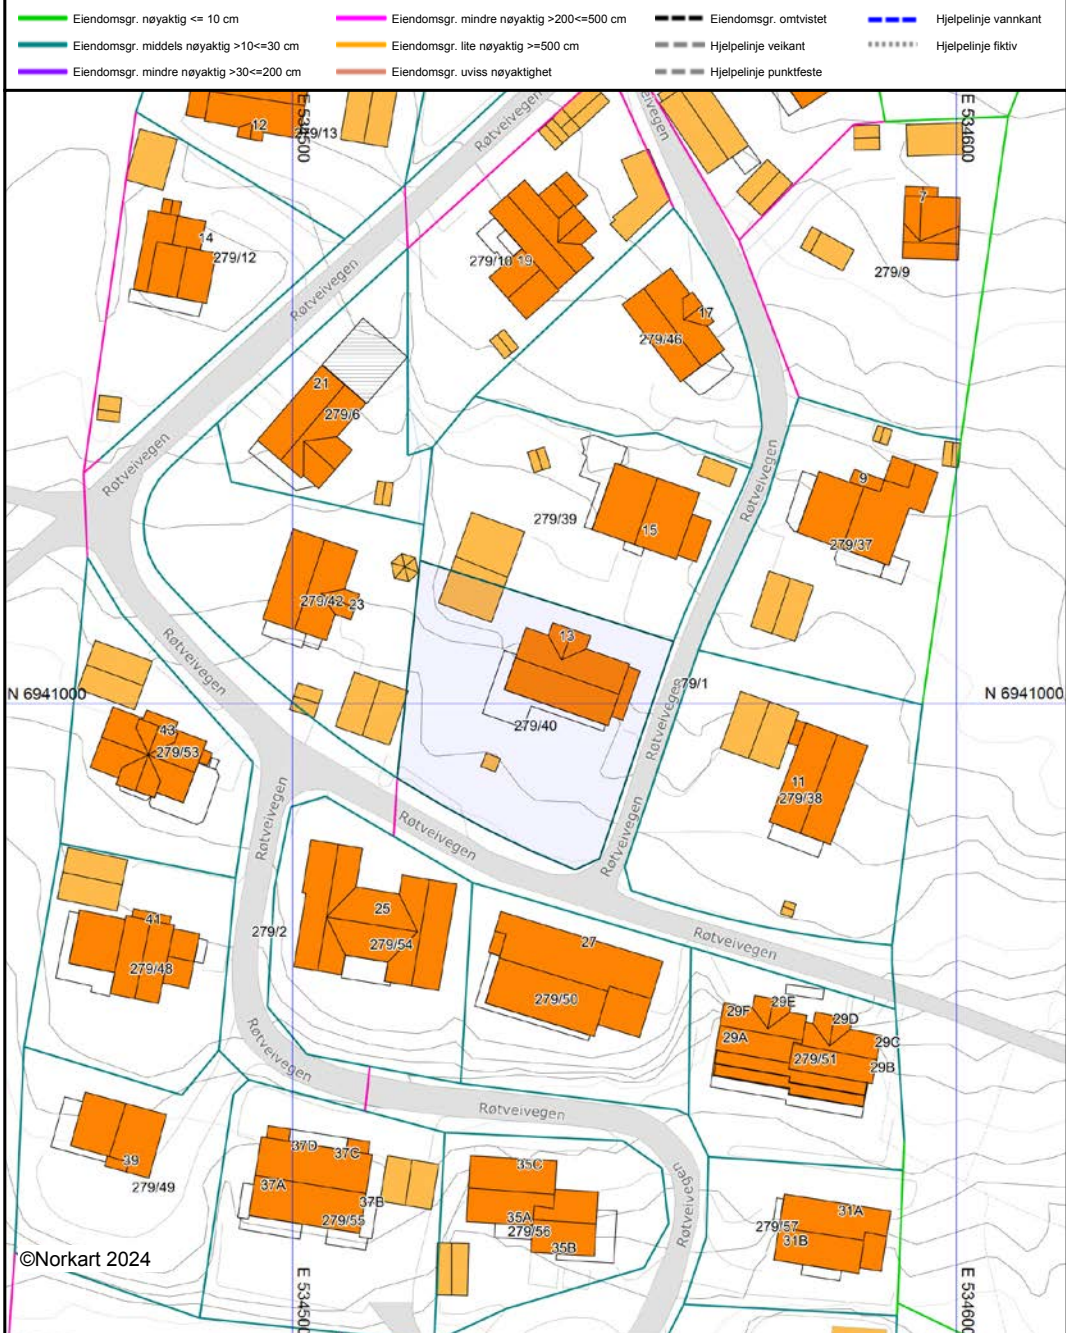 Eiendomsgr. nøyaktig <= 10 cm
Eiendomsgr. mindre nøyaktig >200<=500 cm
Eiendomsgr. omtvistet
Hjelpelinje vannkant
Eiendomsgr. middels nøyaktig >10<=30 cm
Eiendomsgr. lite nøyaktig >=500 cm
Hjelpelinje veikant
Hjelpelinje fiktiv
Eiendomsgr. mindre nøyaktig >30<=200 cm
Eiendomsgr. uviss nøyaktighet
Hjelpelinje punktfeste
E 534500
E 534600
12
279/13
Røtveivegen
eivegen
7
14
279/12
279/10
19
279/9
Røtveivegen
17
279/46
21
279/6
Røtveivegen
Røtveivegen
9
279/39
15
279/37
279/42
23
13
Røtveivegen
79/1
N 6941000
N 6941000
279/40
Røtveivegen
43
279/53
11
279/38
Røtveivegen
Røtveivegen
Røtveivegen
25
41
279/2
279/54
27
Røtveivegen
279/48
279/50
29E
29F
29D
29A
29C
279/51
29B
Røtveivegen
Røtveivegen
37D
37C
39
279/49
37A
37B
279/55
35C
35A
279/56
35B
Røtveivegen
31A
279/57
31B
©Norkart 2024
E 534500
E 534600